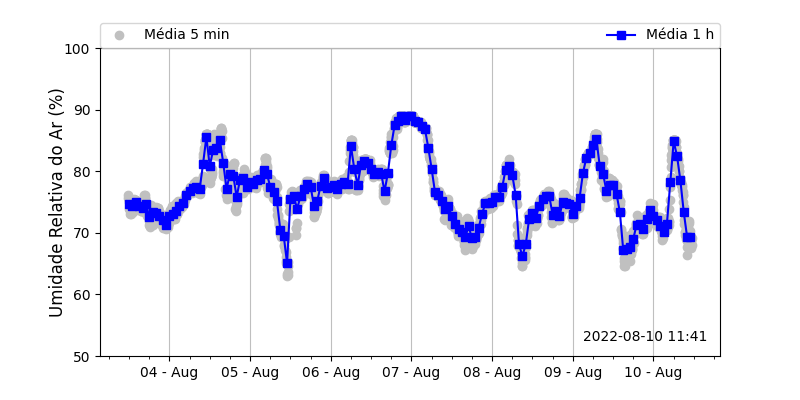 Média 5 min
Média 1 h
Umidade Relativa do Ar (%)
100
90
80
70
60
50
2022-08-10 11:41
04 - Aug
05 - Aug
06 - Aug
07 - Aug
08 - Aug
09 - Aug
10 - Aug